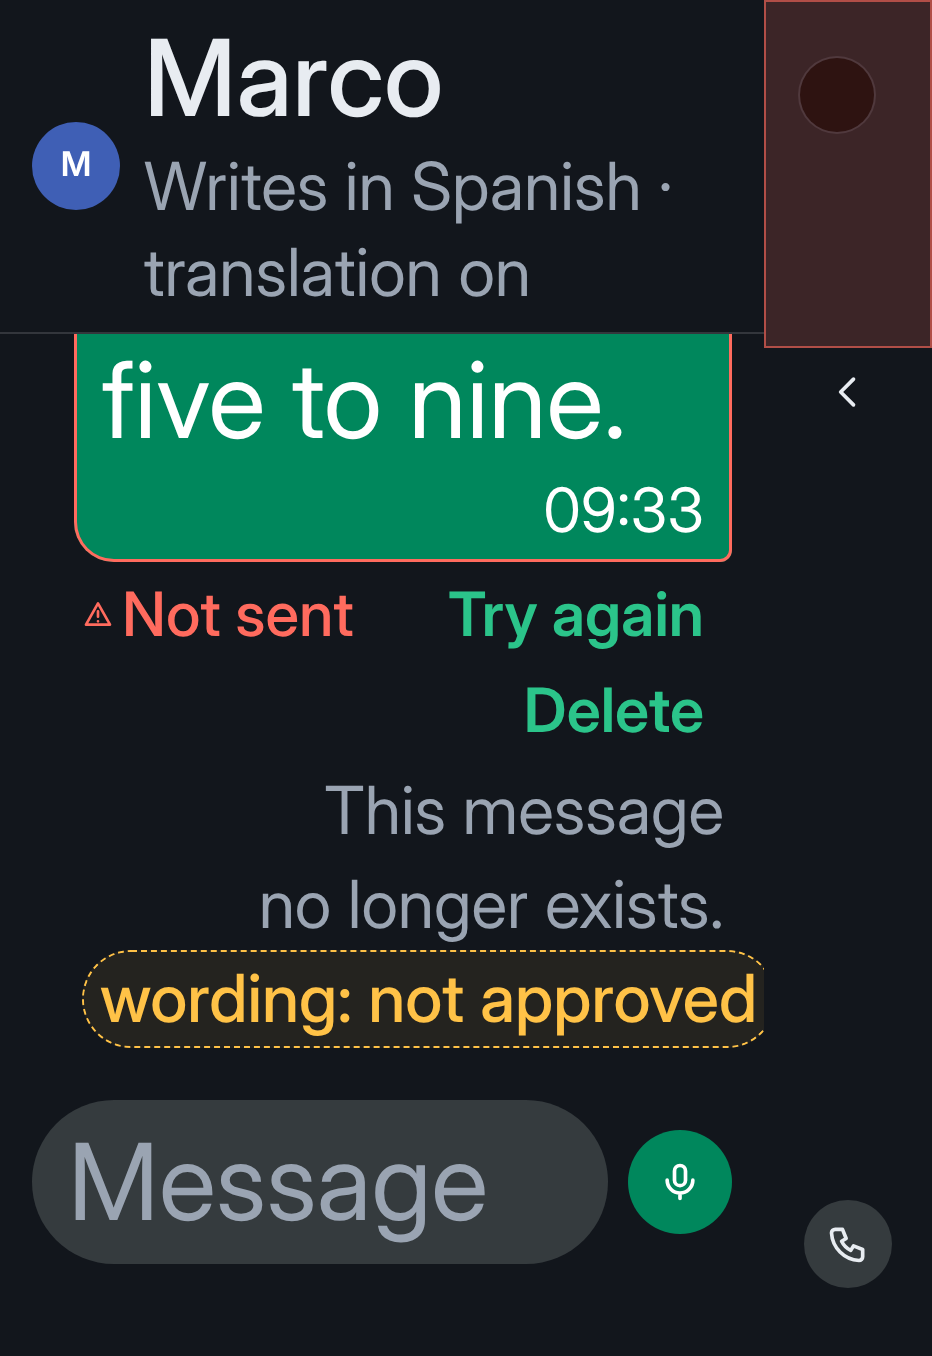 Marco
M
Writes in Spanish ·
translation on
five to nine.
09:33
Not sent
Try again
Delete
This message
no longer exists.
wording: not approved
Message